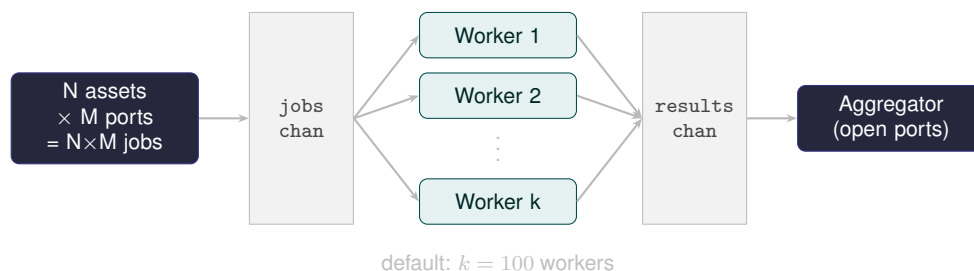 N assets
× M ports
= N×M jobs
jobs
chan
Worker 1
Worker 2
⋮
Worker k
results
chan
Aggregator
(open ports)
default: k = 100 workers